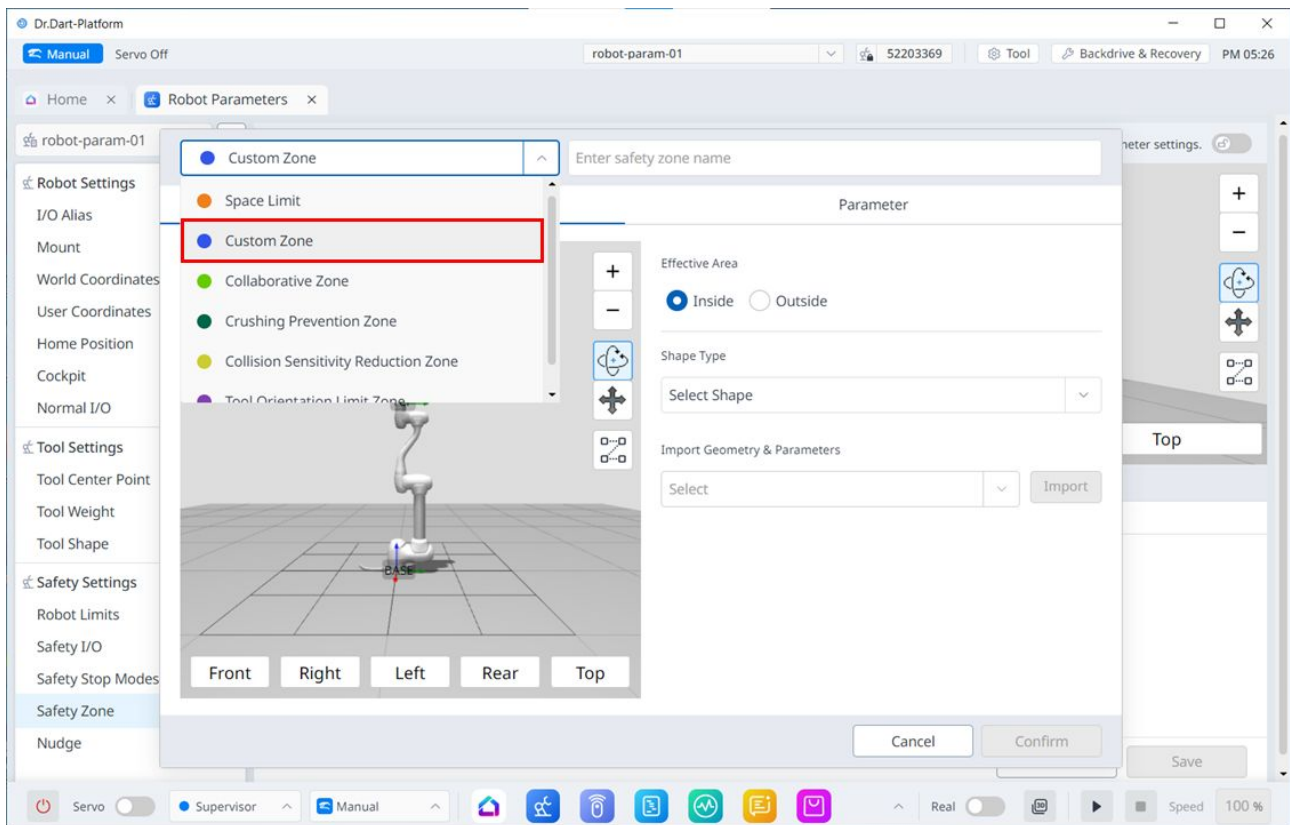 Dr.Dart-Platform
Manual Servo Off robot-param-01 52203369 Tool Backdrive & Recovery PM 05:26
Home Robot Parameters
robot-param-01
Custom Zone Enter safety zone name
meter settings.
Robot Settings
I/O Alias
Mount
World Coordinates
User Coordinates
Home Position
Cockpit
Normal I/O
Tool Settings
Tool Center Point
Tool Weight
Tool Shape
Safety Settings
Robot Limits
Safety I/O
Safety Stop Modes
Safety Zone
Nudge
Space Limit
Custom Zone
Collaborative Zone
Crushing Prevention Zone
Collision Sensitivity Reduction Zone
Tool Orientation Limit Zone
Parameter
Effective Area
Inside Outside
Shape Type
Select Shape
Import Geometry & Parameters
Select Import
BASE
Front Right Left Rear Top
Top
Cancel Confirm
Save
Servo Supervisor Manual Real 3D Speed 100 %